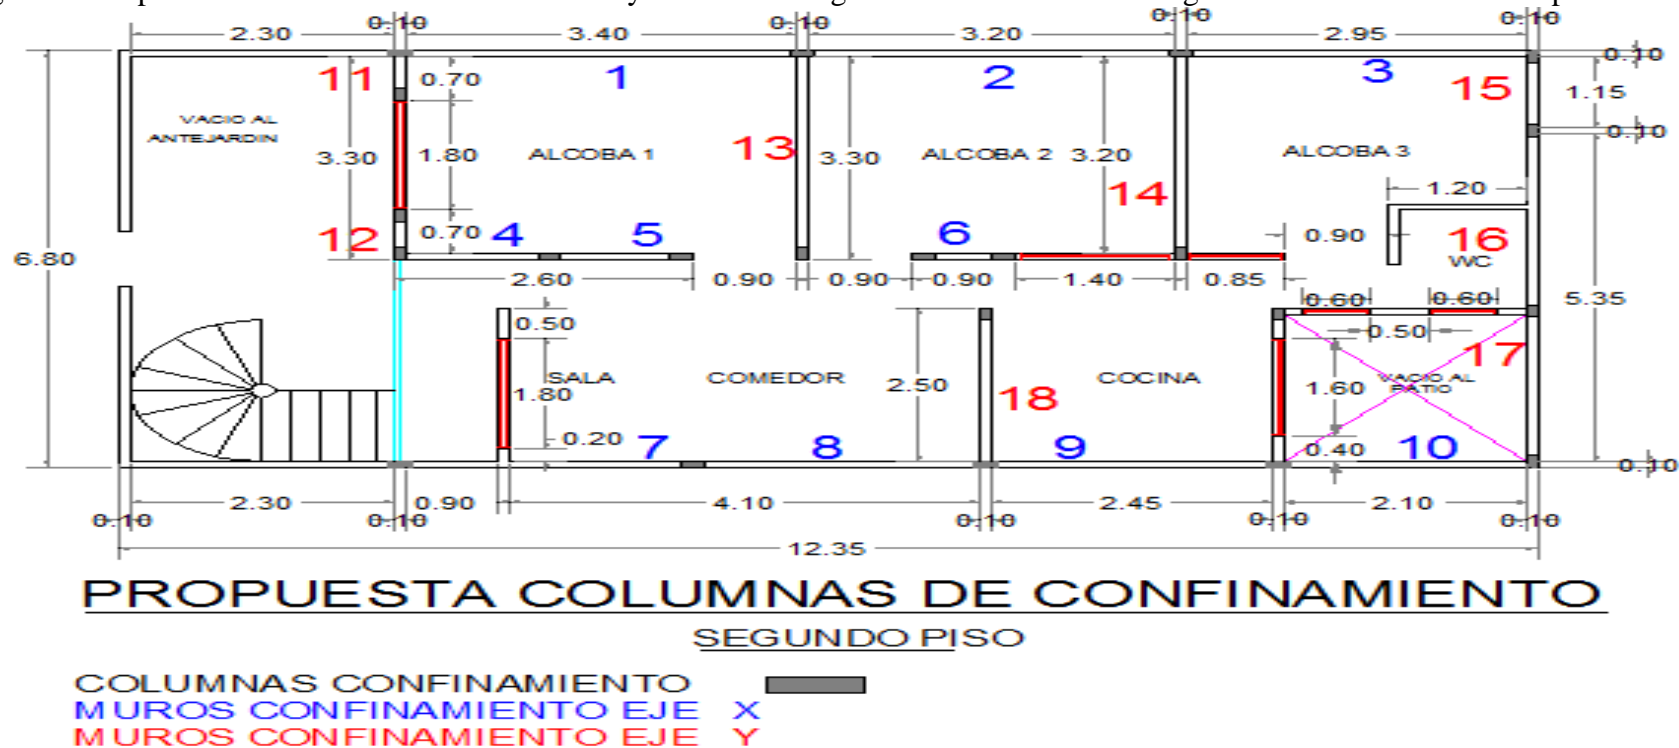 0.10 0.10 0.10 0.10
2.30 3.40 3.20 2.95
0.10
11 0.70 1 2 3 15 1.15
VACIO AL
ANTEJARDIN
0.10
3.30 1.80 ALCOBA 1 13 3.30 ALCOBA 2 3.20 ALCOBA 3
14 1.20
12 0.70 4 5 6 0.90 16
WC
6.80
2.60 0.90 0.90 0.90 1.40 0.85
0.60 0.60 5.35
0.50 0.50
17
SALA COMEDOR 2.50 COCINA VACIO AL
PATIO
1.80 18 1.60
0.20 7 8 9 0.40 10
0.10
2.30 0.90 4.10 2.45 2.10
0.10 0.10 0.10 0.10 0.10
12.35
PROPUESTA COLUMNAS DE CONFINAMIENTO
SEGUNDO PISO
COLUMNAS CONFINAMIENTO
MUROS CONFINAMIENTO EJE X
MUROS CONFINAMIENTO EJE Y